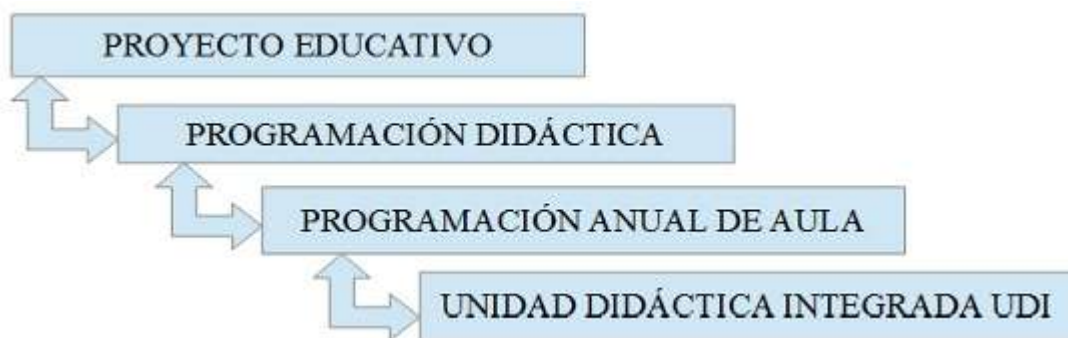 PROYECTO EDUCATIVO
PROGRAMACIÓN DIDÁCTICA
PROGRAMACIÓN ANUAL DE AULA
UNIDAD DIDÁCTICA INTEGRADA UDI